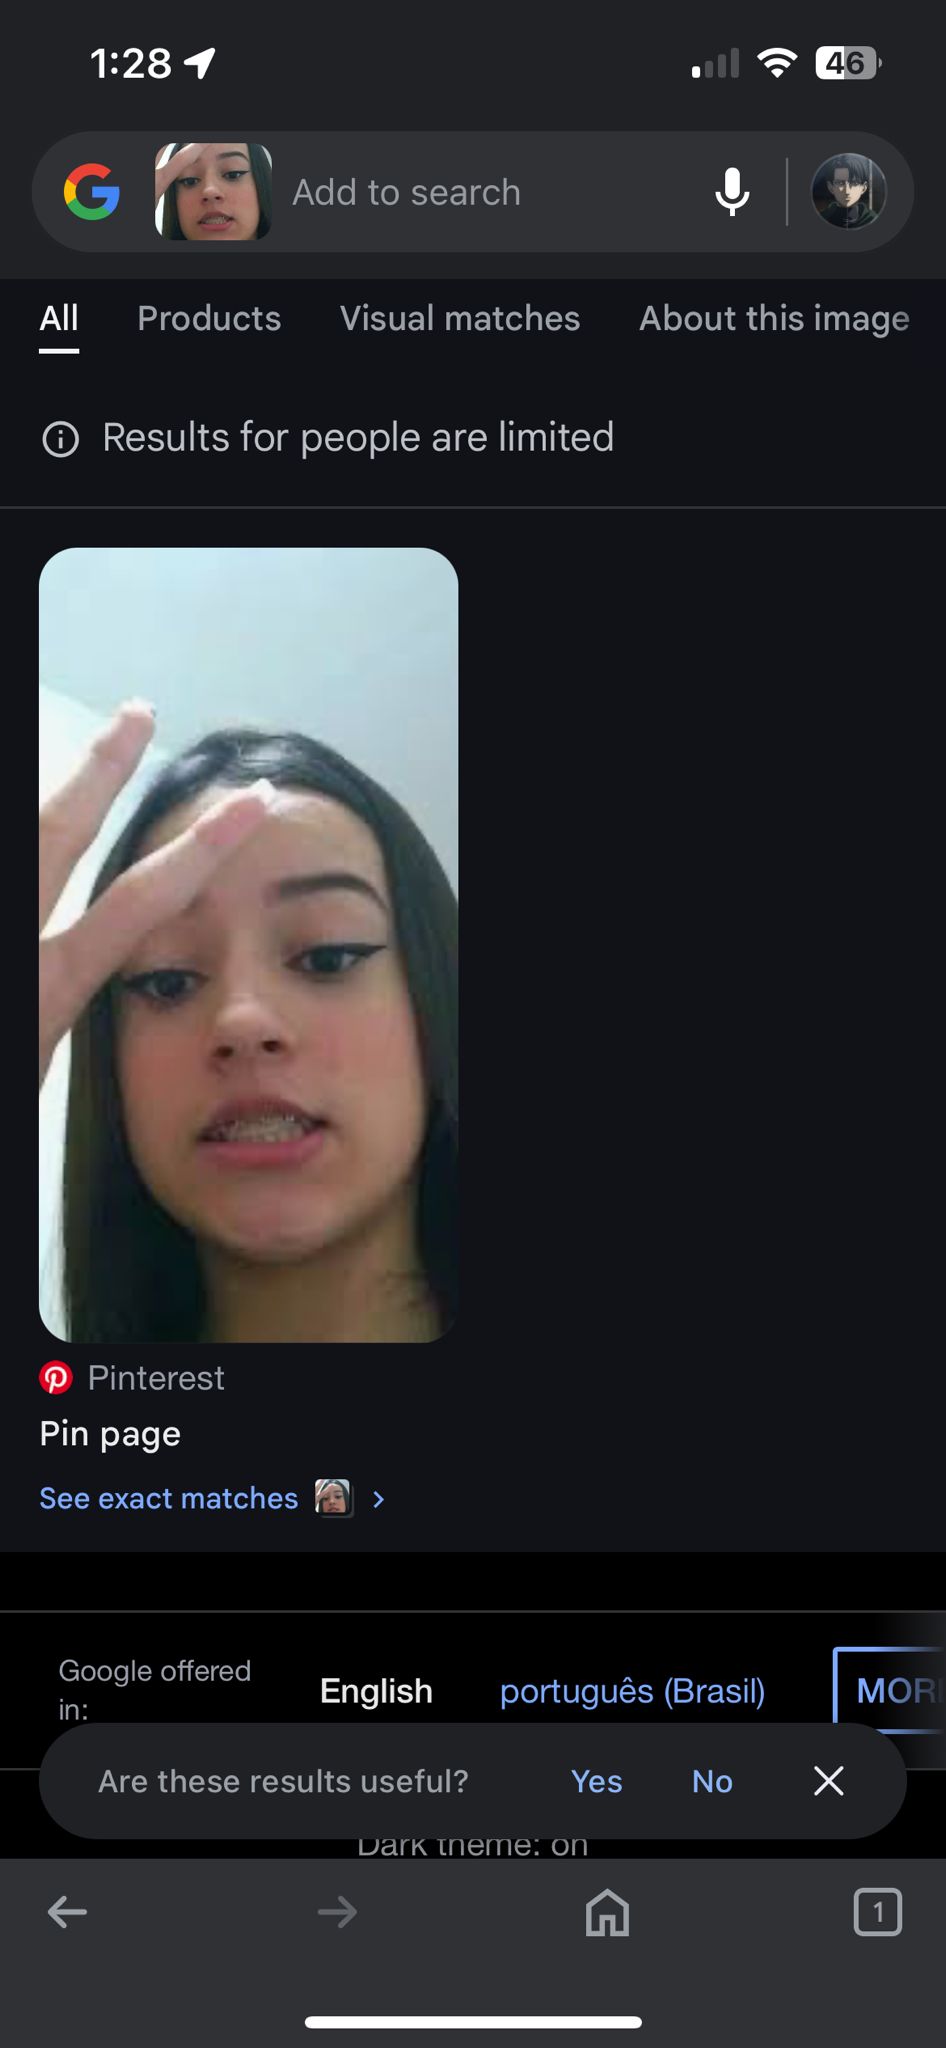 1:28
46
Add to search
All
Products
Visual matches
About this image
Results for people are limited
Pinterest
Pin page
See exact matches
Google offered
in:
English
português (Brasil)
MOR
Are these results useful?
Yes
No
Dark theme: on
1